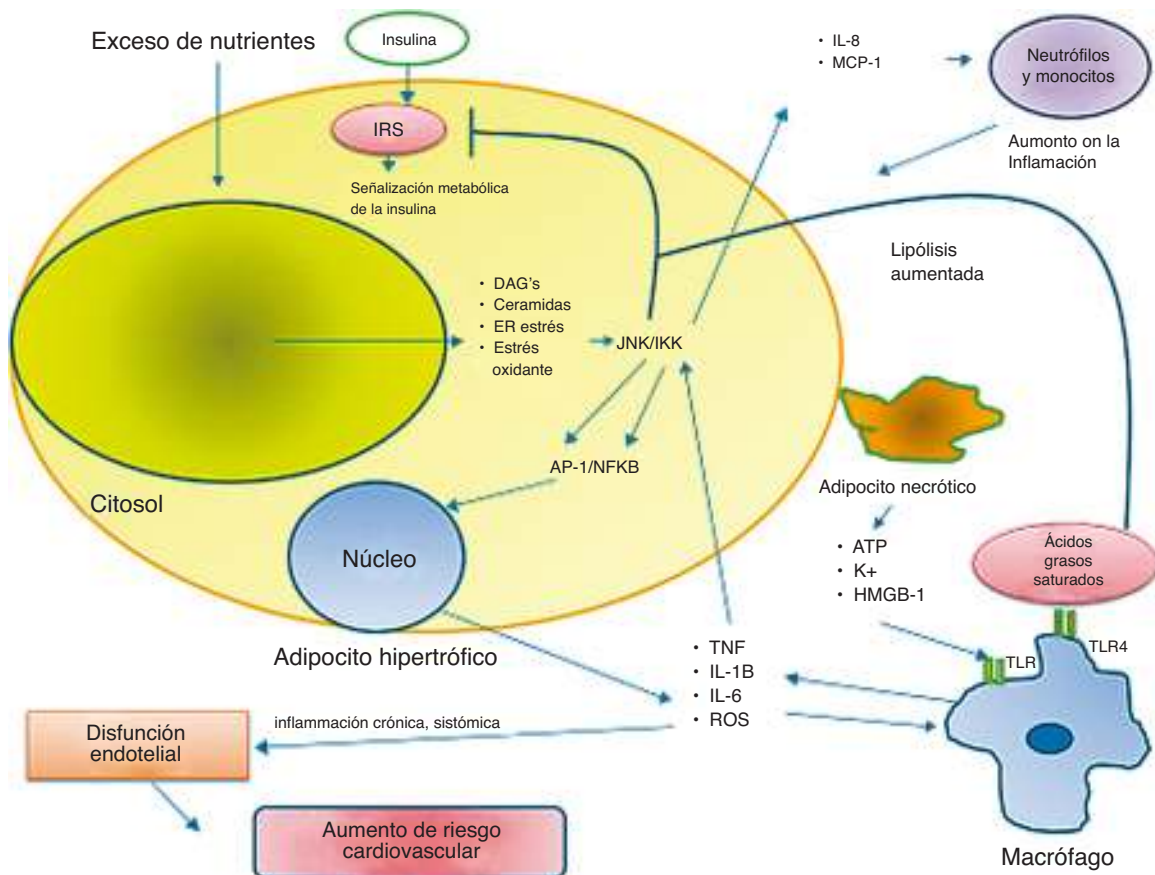 Exceso de nutrientes
Insulina
IRS
Señalización metabólica
de la insulina
• IL-8
• MCP-1
Neutrófilos
y monocitos
Aumonto on la
Inflamación
Lipólisis
aumentada
• DAG's
• Ceramidas
• ER estrés
• Estrés
oxidante
JNK/IKK
AP-1/NFKB
Citosol
Núcleo
Adipocito hipertrófico
Adipocito necrótico
• ATP
• K+
• HMGB-1
Ácidos
grasos
saturados
TLR
TLR4
• TNF
• IL-1B
• IL-6
• ROS
Macrófago
inflammación crónica, sistómica
Disfunción
endotelial
Aumento de riesgo
cardiovascular